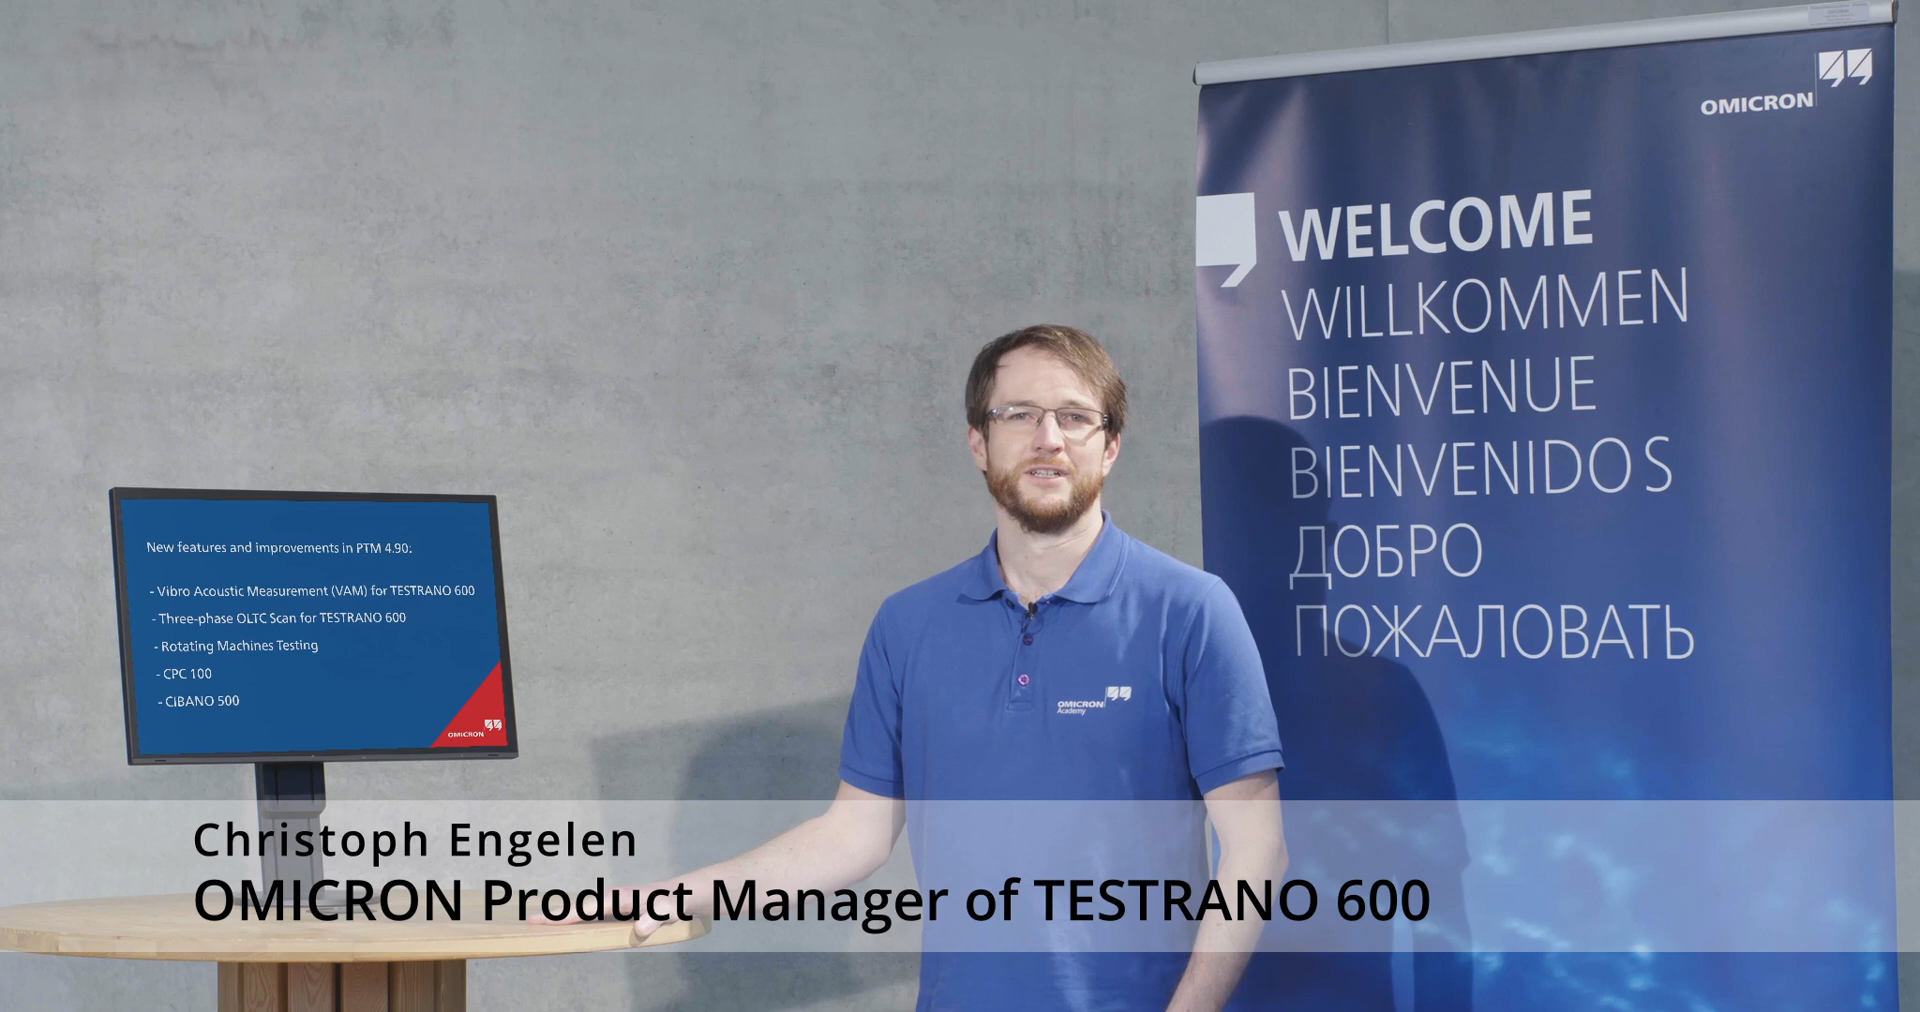 OMICRON
WELCOME
WILLKOMMEN
BIENVENUE
BIENVENIDOS
ДОБРО
ПОЖАЛОВАТЬ
New features and improvements in PTM 4.90:
- Vibro Acoustic Measurement (VAM) for TESTRANO 600
- Three-phase OLTC Scan for TESTRANO 600
- Rotating Machines Testing
- CPC 100
- CIBANO 500
OMICRON
OMICRON
Academy
Christoph Engelen
OMICRON Product Manager of TESTRANO 600